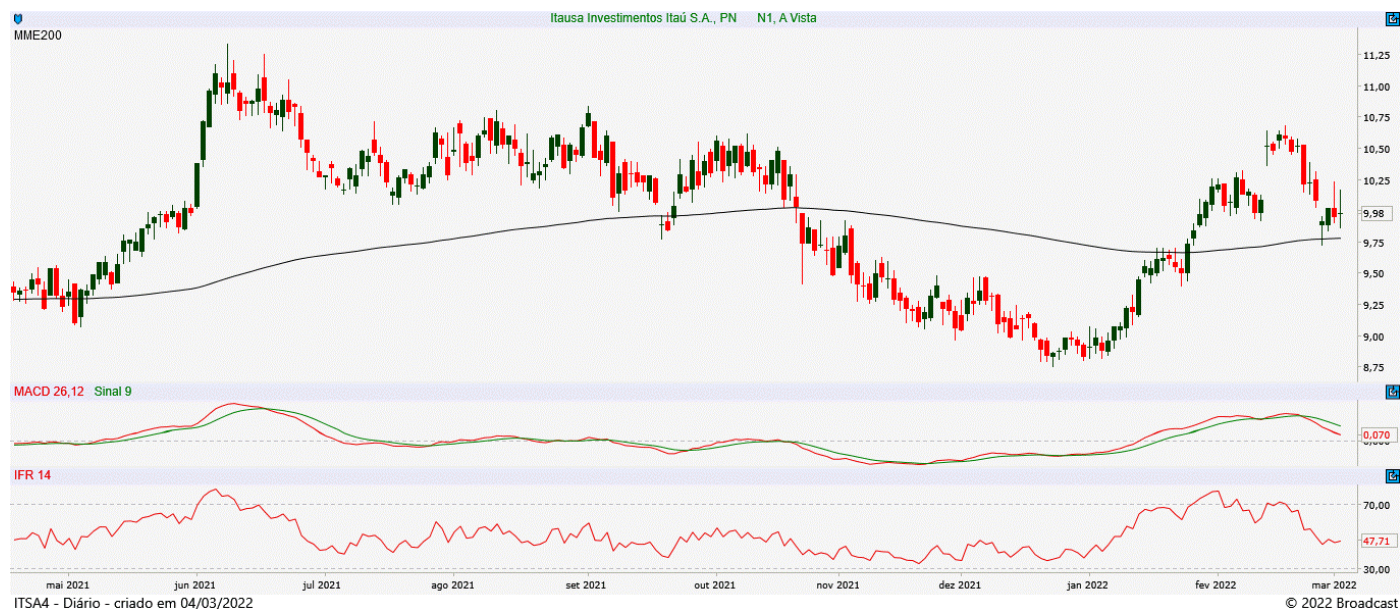 Itausa Investimentos Itaú S.A., PN N1, A Vista
MME200
11,25
11,00
10,75
10,50
10,25
9,98
9,75
9,50
9,25
9,00
8,75
MACD 26,12 Sinal 9
0,070
IFR 14
70,00
47,71
30,00
mai 2021 jun 2021 jul 2021 ago 2021 set 2021 out 2021 nov 2021 dez 2021 jan 2022 fev 2022 mar 2022
ITSA4 - Diário - criado em 04/03/2022 © 2022 Broadcast